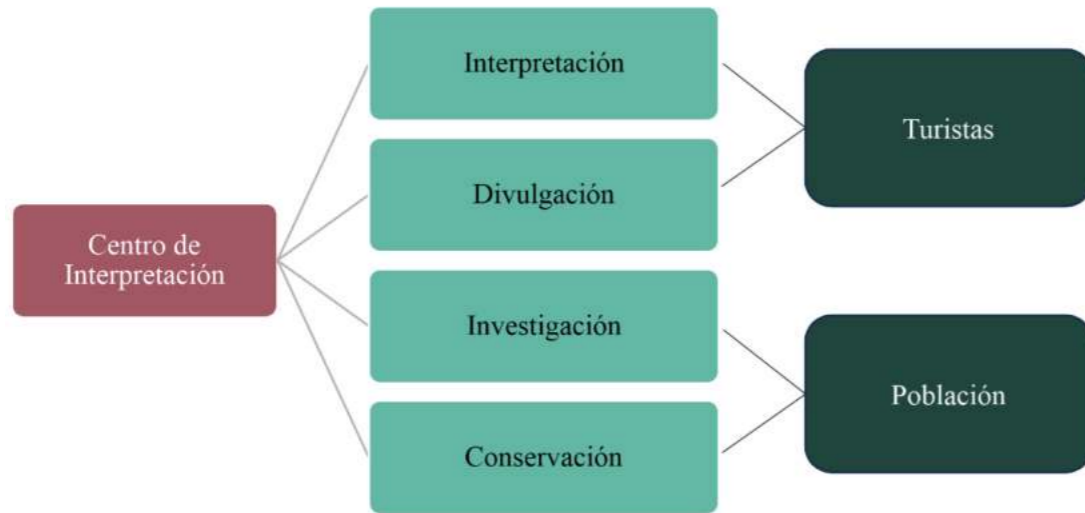 Centro de
Interpretación
Interpretación
Divulgación
Investigación
Conservación
Turistas
Población